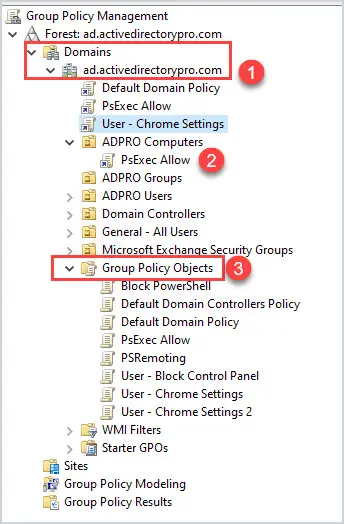 Group Policy Management
Forest: ad.activedirectorypro.com
Domains
1
ad.activedirectorypro.com
Default Domain Policy
PsExec Allow
User - Chrome Settings
ADPRO Computers
PsExec Allow
2
ADPRO Groups
ADPRO Users
Domain Controllers
General - All Users
Microsoft Exchange Security Groups
Group Policy Objects
3
Block PowerShell
Default Domain Controllers Policy
Default Domain Policy
PsExec Allow
PSRemoting
User - Block Control Panel
User - Chrome Settings
User - Chrome Settings 2
WMI Filters
Starter GPOs
Sites
Group Policy Modeling
Group Policy Results